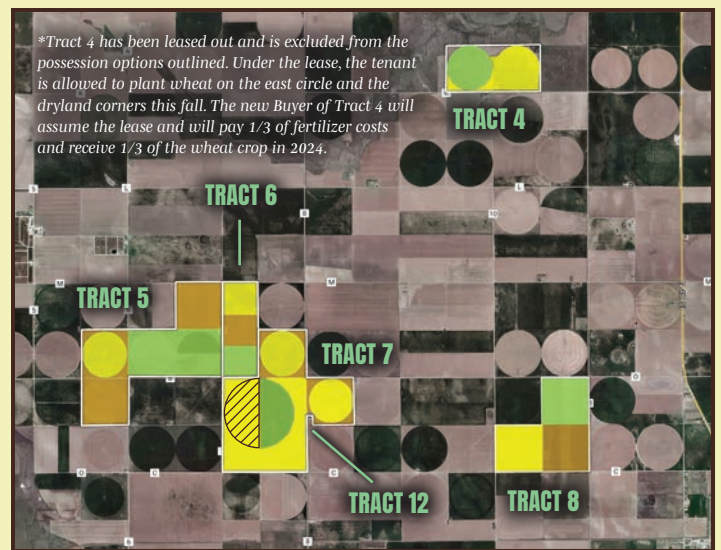 *Tract 4 has been leased out and is excluded from the
possession options outlined. Under the lease, the tenant
is allowed to plant wheat on the east circle and the
dryland corners this fall. The new Buyer of Tract 4 will
assume the lease and will pay 1/3 of fertilizer costs
and receive 1/3 of the wheat crop in 2024.
TRACT 4
TRACT 6
TRACT 5
TRACT 7
TRACT 12
TRACT 8